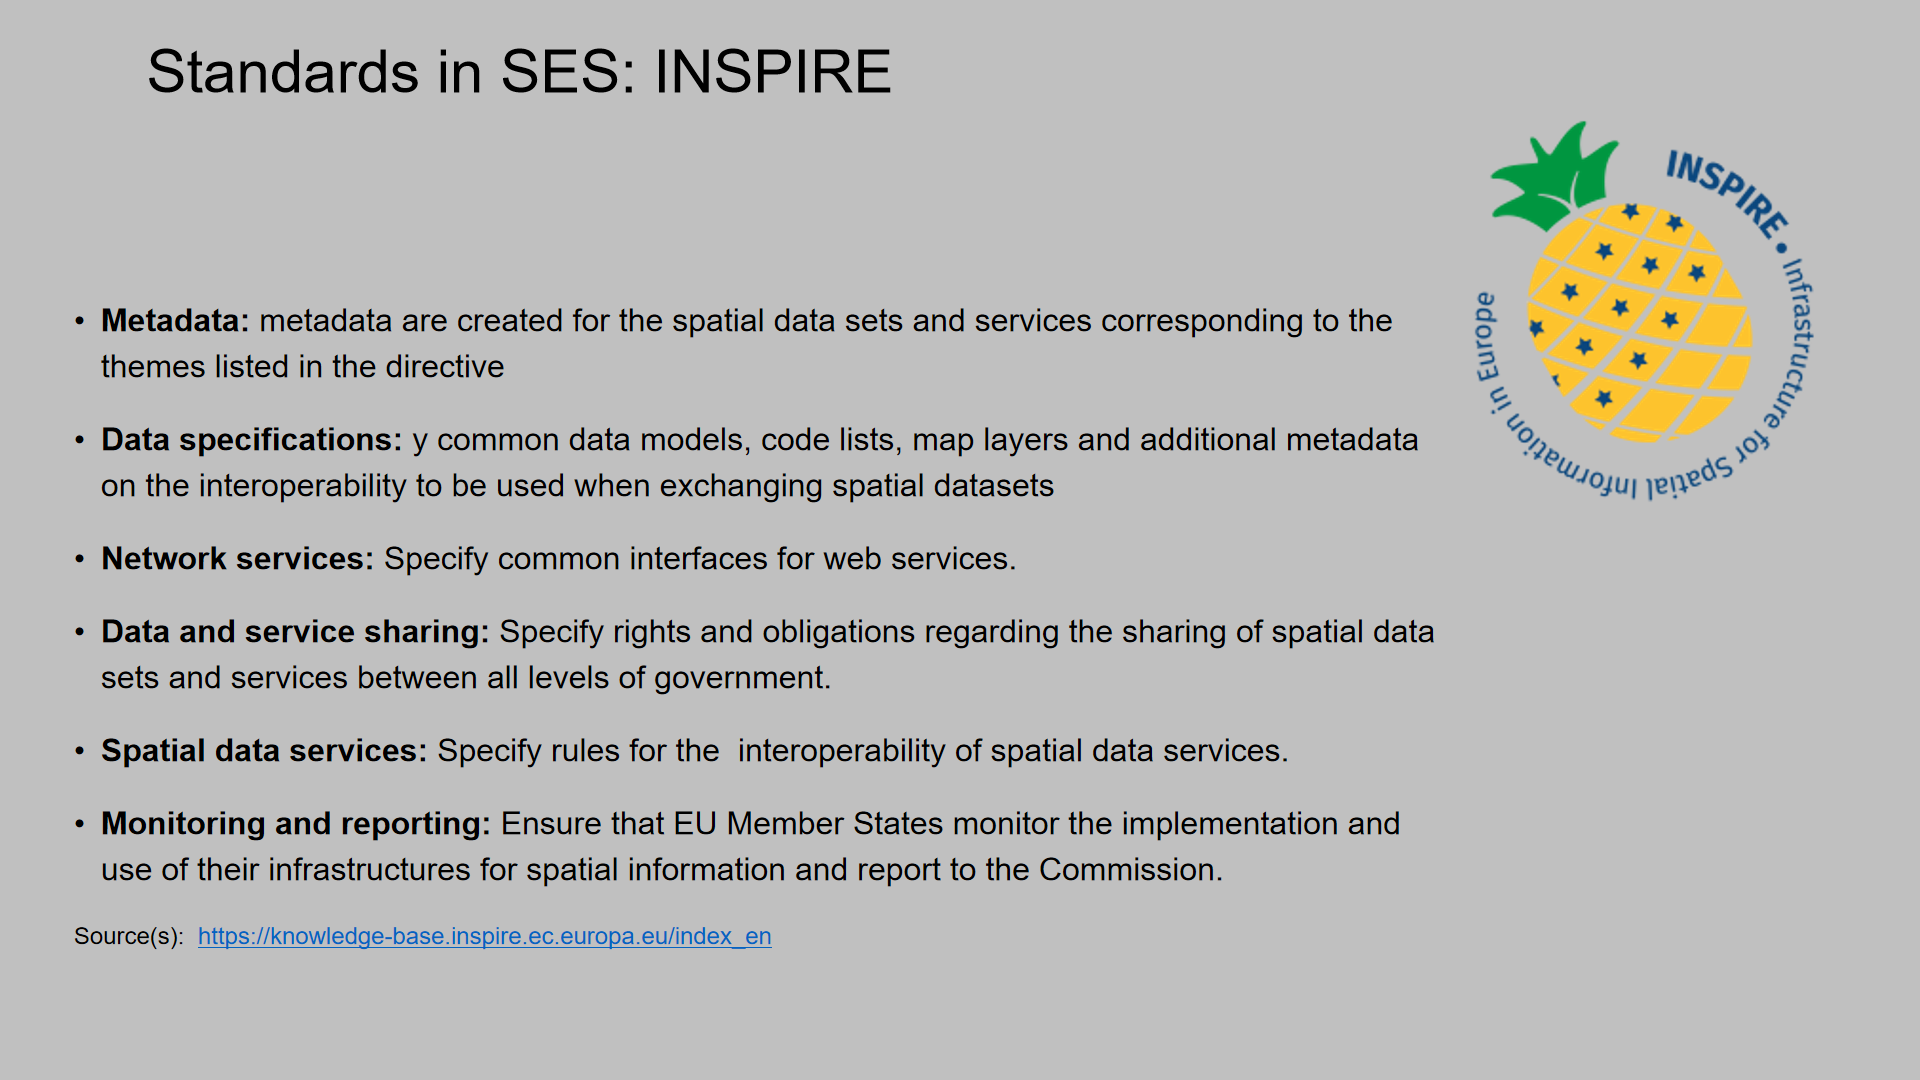 Standards in SES: INSPIRE
INSPIRE • Infrastructure for Spatial Information in Europe
• Metadata: metadata are created for the spatial data sets and services corresponding to the
themes listed in the directive
• Data specifications: y common data models, code lists, map layers and additional metadata
on the interoperability to be used when exchanging spatial datasets
• Network services: Specify common interfaces for web services.
• Data and service sharing: Specify rights and obligations regarding the sharing of spatial data
sets and services between all levels of government.
• Spatial data services: Specify rules for the  interoperability of spatial data services.
• Monitoring and reporting: Ensure that EU Member States monitor the implementation and
use of their infrastructures for spatial information and report to the Commission.
Source(s):  https://knowledge-base.inspire.ec.europa.eu/index_en